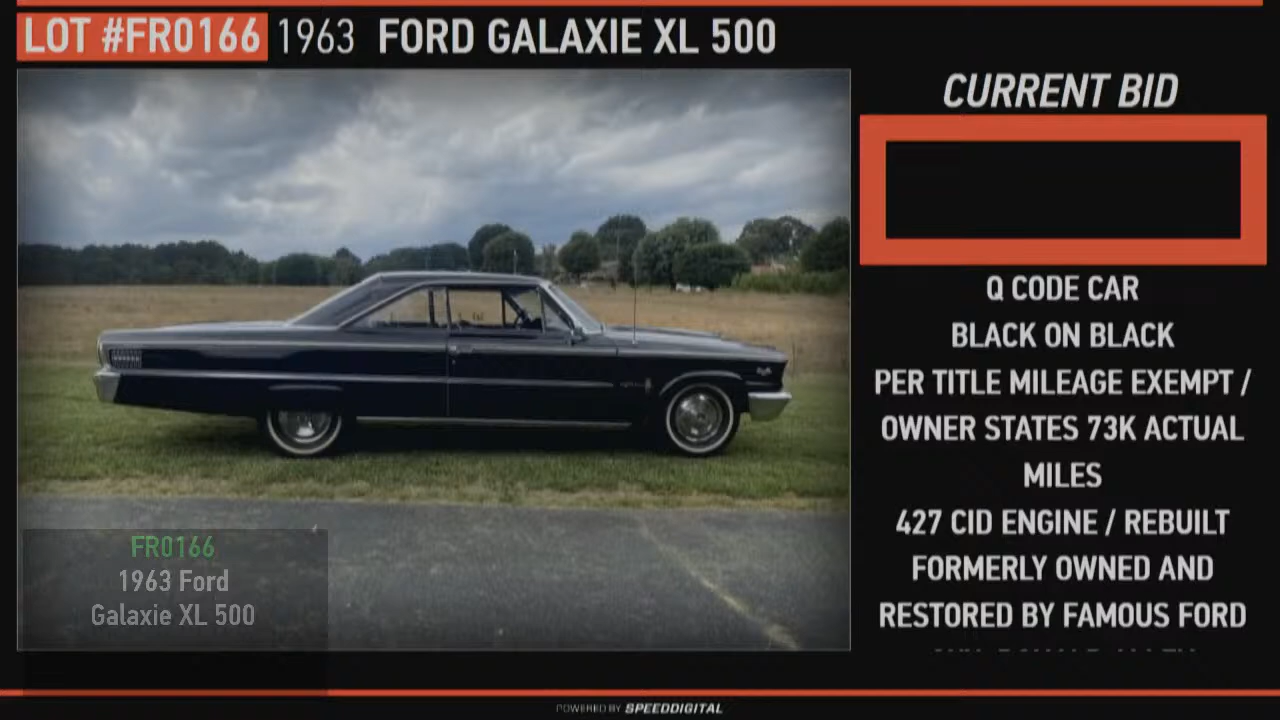 LOT #FR0166 1963 FORD GALAXIE XL 500
CURRENT BID
Q CODE CAR
BLACK ON BLACK
PER TITLE MILEAGE EXEMPT /
OWNER STATES 73K ACTUAL
MILES
427 CID ENGINE / REBUILT
FORMERLY OWNED AND
RESTORED BY FAMOUS FORD
FR0166
1963 Ford
Galaxie XL 500
POWERED BY SPEEDDIGITAL